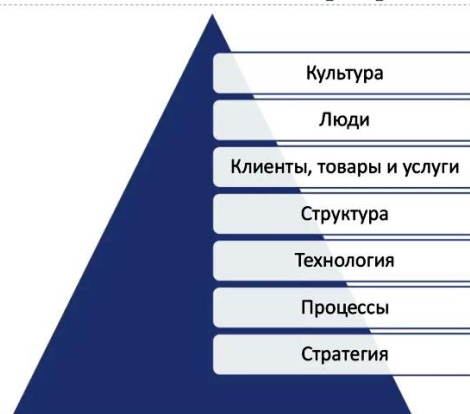 Культура
Люди
Клиенты, товары и услуги
Структура
Технология
Процессы
Стратегия